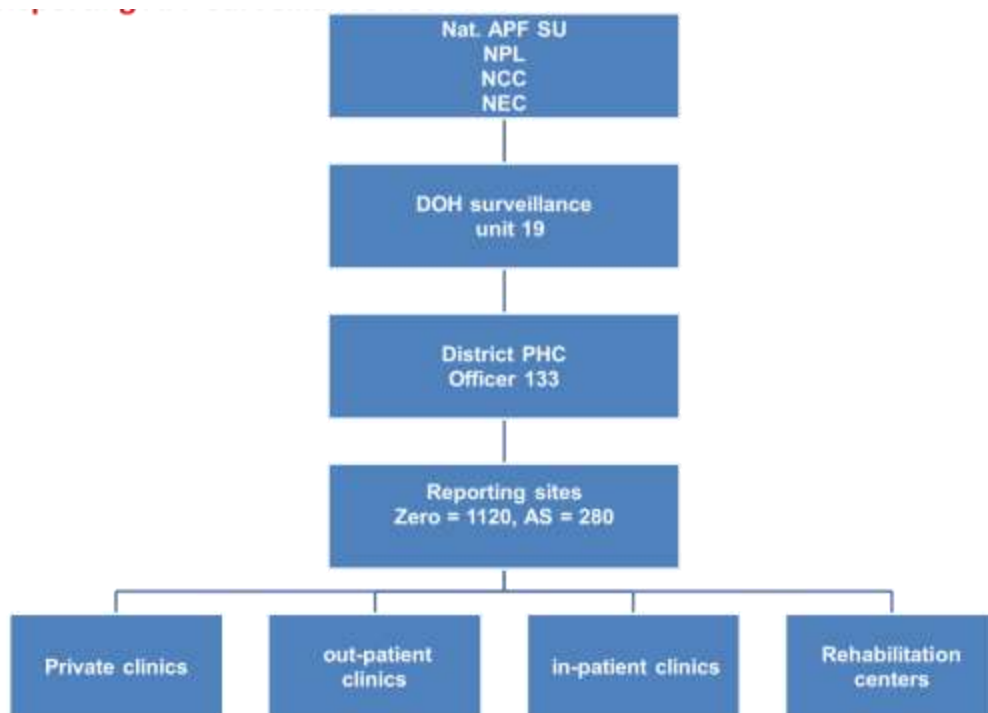 Nat. APF SU
NPL
NCC
NEC
DOH surveillance
unit 19
District PHC
Officer 133
Reporting sites
Zero = 1120, AS = 280
Private clinics
out-patient
clinics
in-patient clinics
Rehabilitation
centers